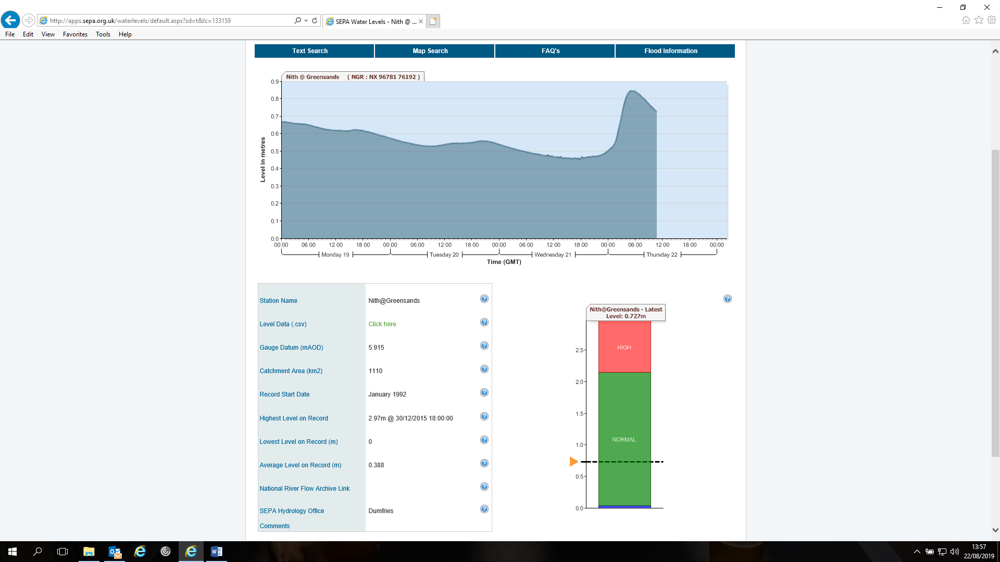 http://apps.sepa.org.uk/waterlevels/default.aspx?sd=t&lc=133159
SEPA Water Levels - Nith @ ...
File Edit View Favorites Tools Help
Text Search Map Search FAQ's Flood Information
Nith @ Greensands ( NGR : NX 96781 76192 )
Level in metres
0.9
0.8
0.7
0.6
0.5
0.4
0.3
0.2
0.1
0.0
00 00 06 00 12 00 18 00 00 00 06 00 12 00 18 00 00 00 06 00 12 00 18 00 00 00 06 00 12 00 18 00 00 00
Monday 19 Tuesday 20 Wednesday 21 Thursday 22
Time (GMT)
Station Name Nith@Greensands
Level Data (.csv) Click here
Gauge Datum (mAOD) 5.915
Catchment Area (km2) 1110
Record Start Date January 1992
Highest Level on Record 2.97m @ 30/12/2015 18:00:00
Lowest Level on Record (m) 0
Average Level on Record (m) 0.388
National River Flow Archive Link
SEPA Hydrology Office Dumfries
Comments
Nith@Greensands - Latest
Level: 0.727m
HIGH
NORMAL
2.5
2.0
1.5
1.0
0.5
0.0
13:57
22/08/2019